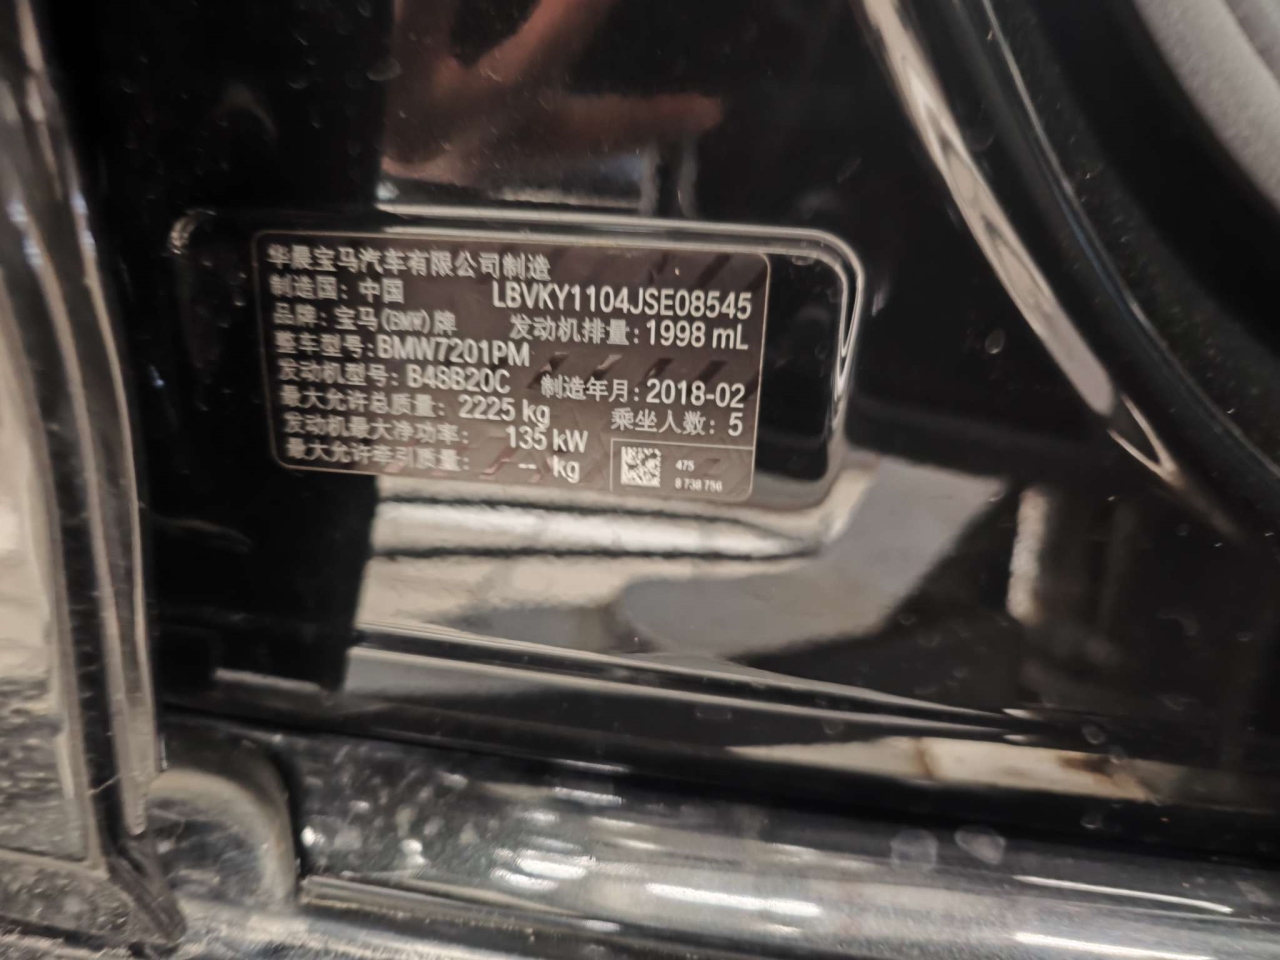 华晨宝马汽车有限公司制造
制造国：中国 LBVKY1104JSE08545
品牌：宝马(BMW)牌 发动机排量：1998 mL
整车型号：BMW7201PM
发动机型号：B48B20C 制造年月：2018-02
最大允许总质量：2225 kg 乘坐人数：5
发动机最大净功率：135 kW
最大允许牵引质量：-- kg
475
8 738 756